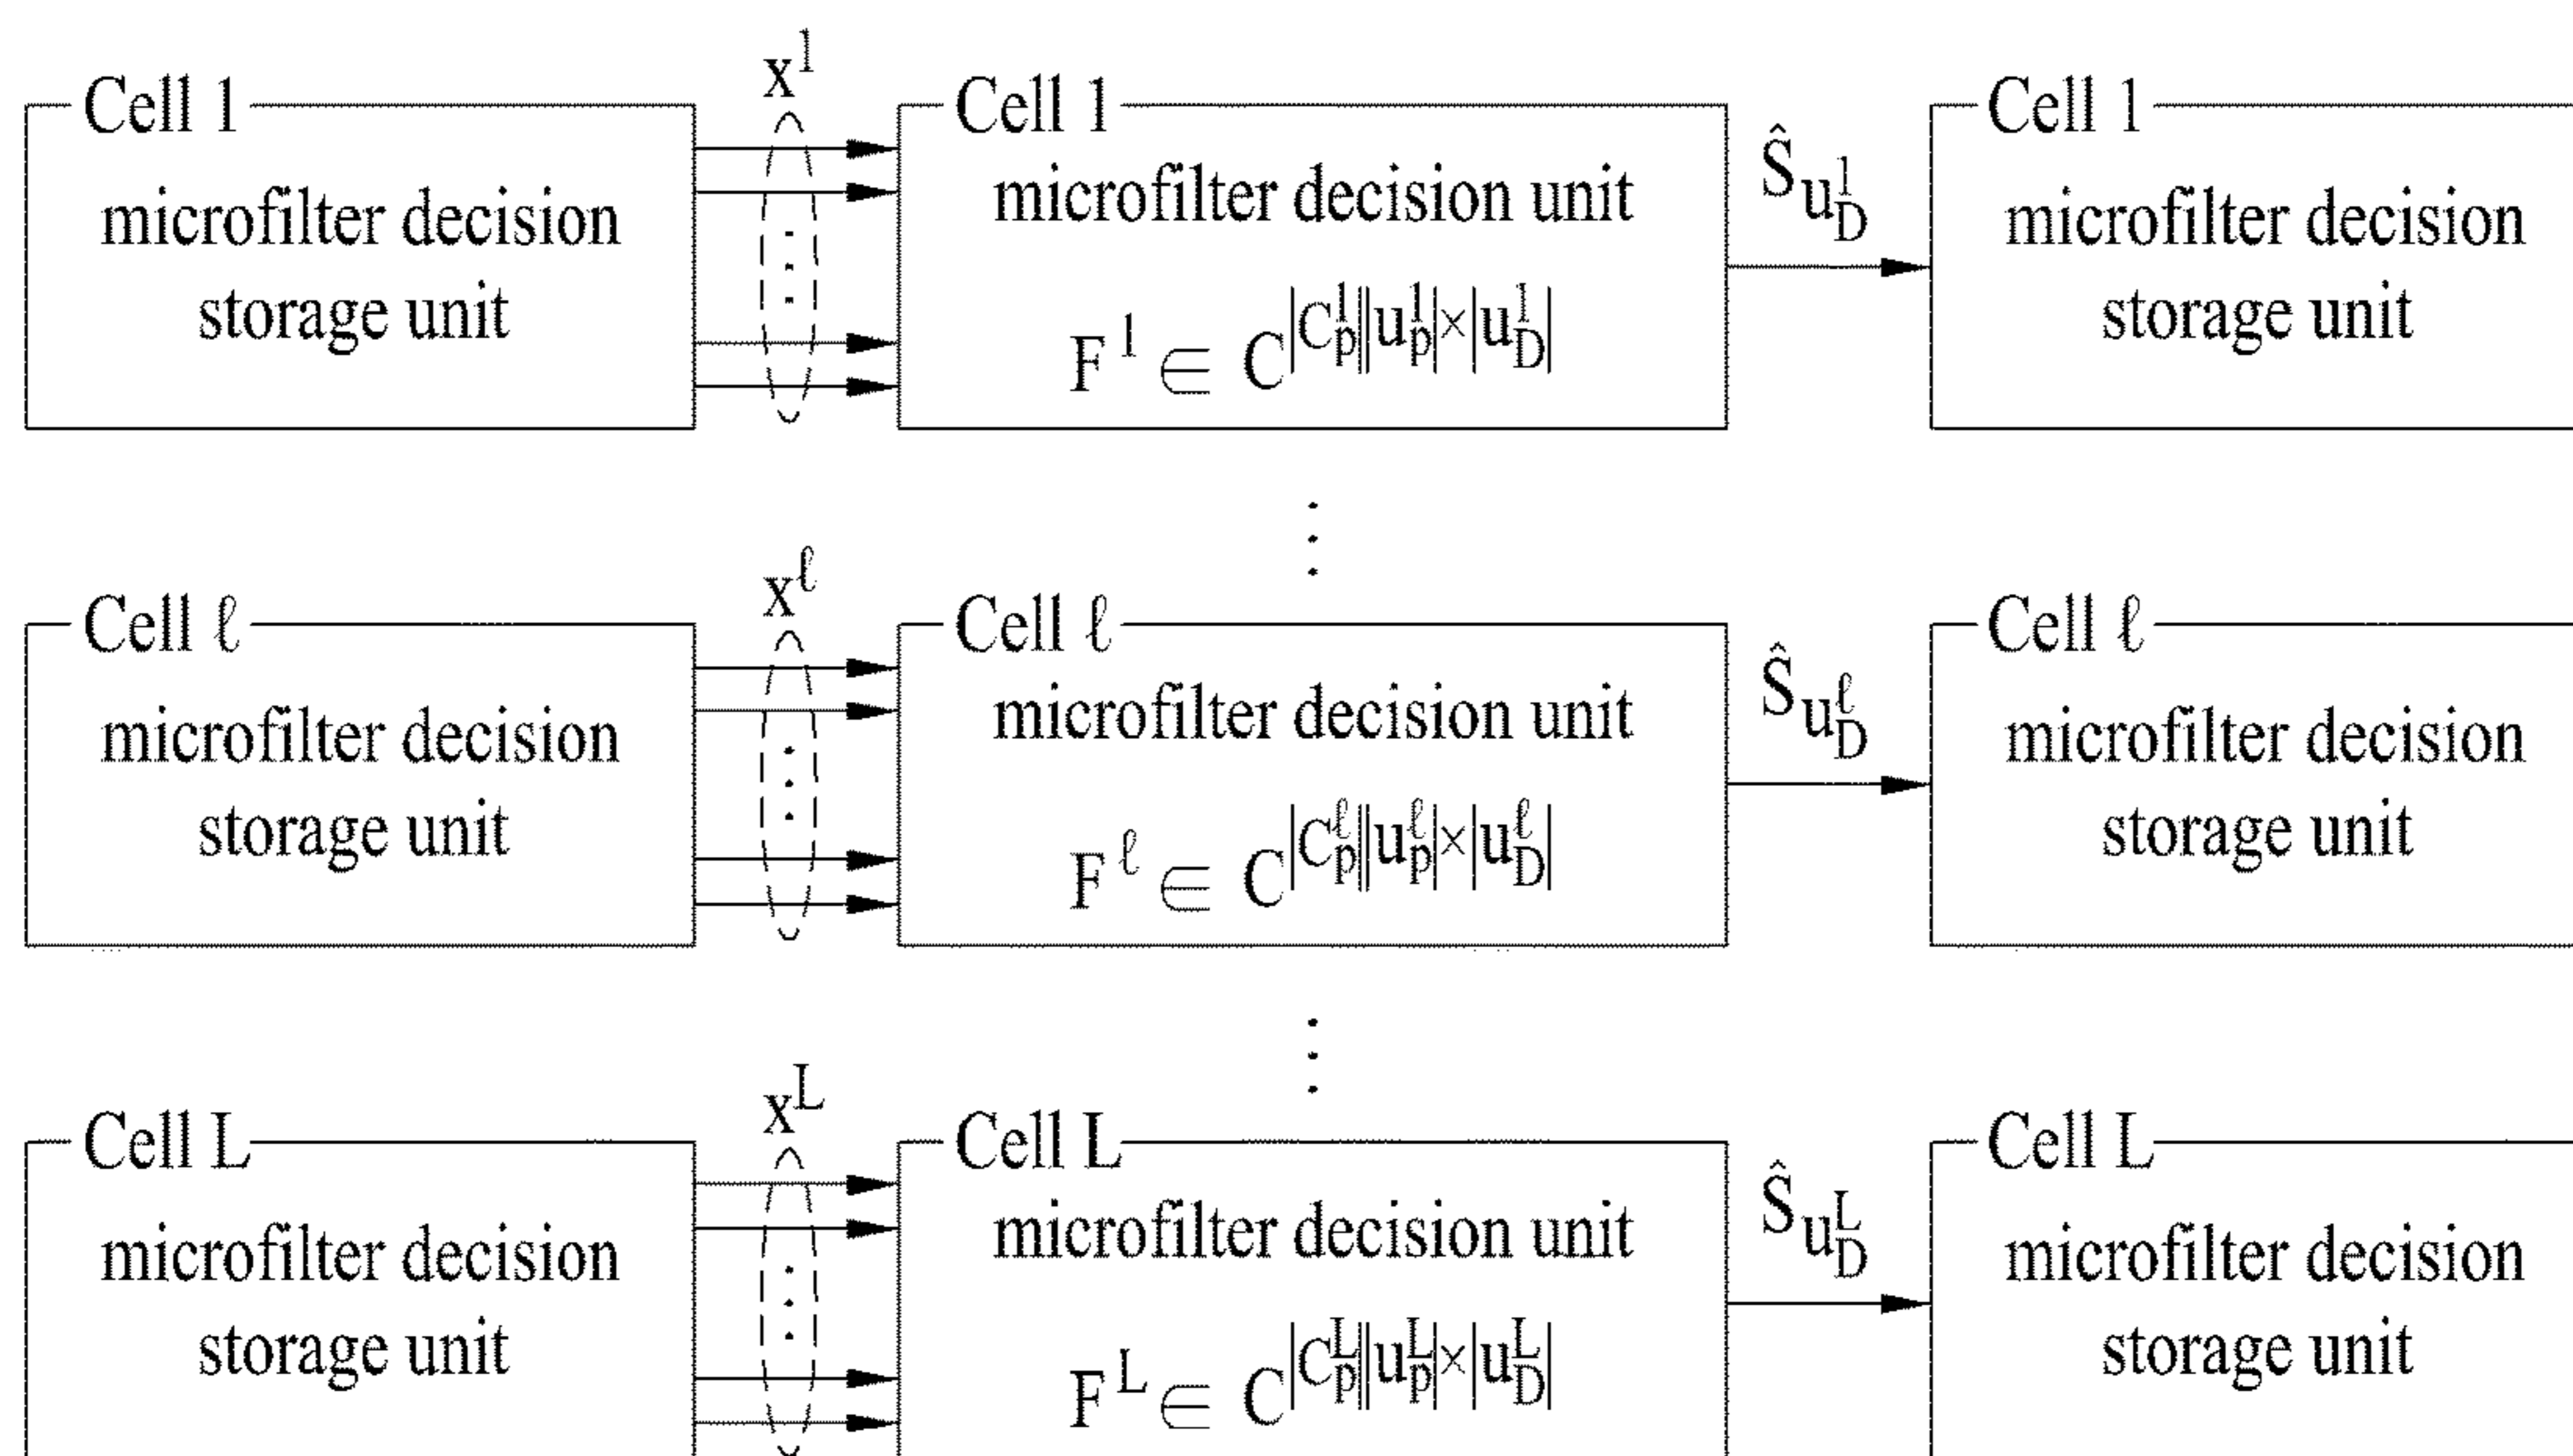 Cell 1
microfilter decision
storage unit
x^1
Cell 1
microfilter decision unit
F^1 ∈ C^{|C_p^1||u_p^1|×|u_D^1|}
Ŝ_{u_D^1}
Cell 1
microfilter decision
storage unit
Cell ℓ
microfilter decision
storage unit
x^ℓ
Cell ℓ
microfilter decision unit
F^ℓ ∈ C^{|C_p^ℓ||u_p^ℓ|×|u_D^ℓ|}
Ŝ_{u_D^ℓ}
Cell ℓ
microfilter decision
storage unit
Cell L
microfilter decision
storage unit
x^L
Cell L
microfilter decision unit
F^L ∈ C^{|C_p^L||u_p^L|×|u_D^L|}
Ŝ_{u_D^L}
Cell L
microfilter decision
storage unit